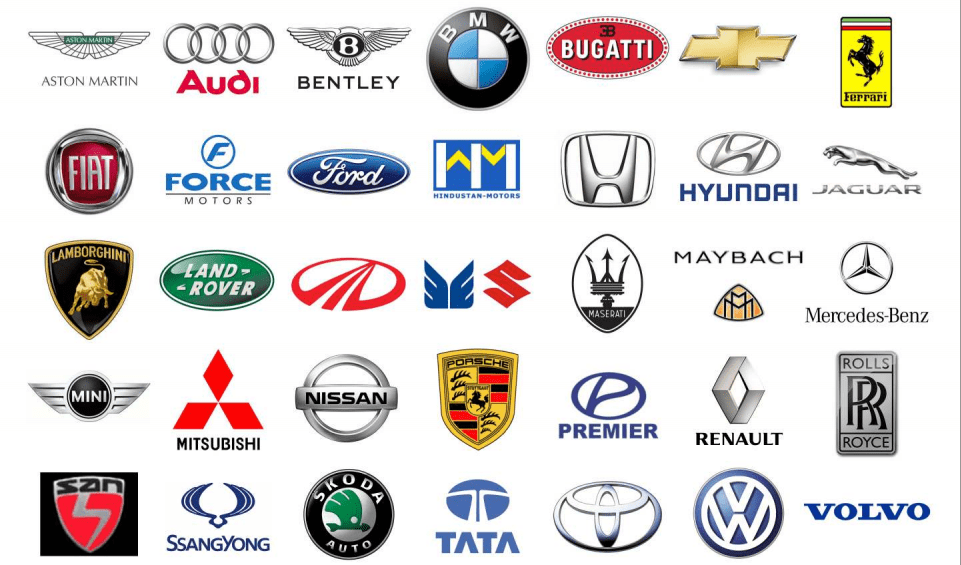 ASTON MARTIN
ASTON MARTIN
Audi
B
BENTLEY
BMW
EB
BUGATTI
Ferrari
FIAT
F
FORCE
MOTORS
Ford
HM
HINDUSTAN-MOTORS
H
H
HYUNDAI
JAGUAR
LAMBORGHINI
LAND
ROVER
S
MASERATI
MAYBACH
MM
Mercedes-Benz
MINI
MITSUBISHI
NISSAN
PORSCHE
STUTTGART
P
PREMIER
RENAULT
ROLLS
RR
ROYCE
san
SSANGYONG
SKODA
AUTO
T
TATA
VW
VOLVO